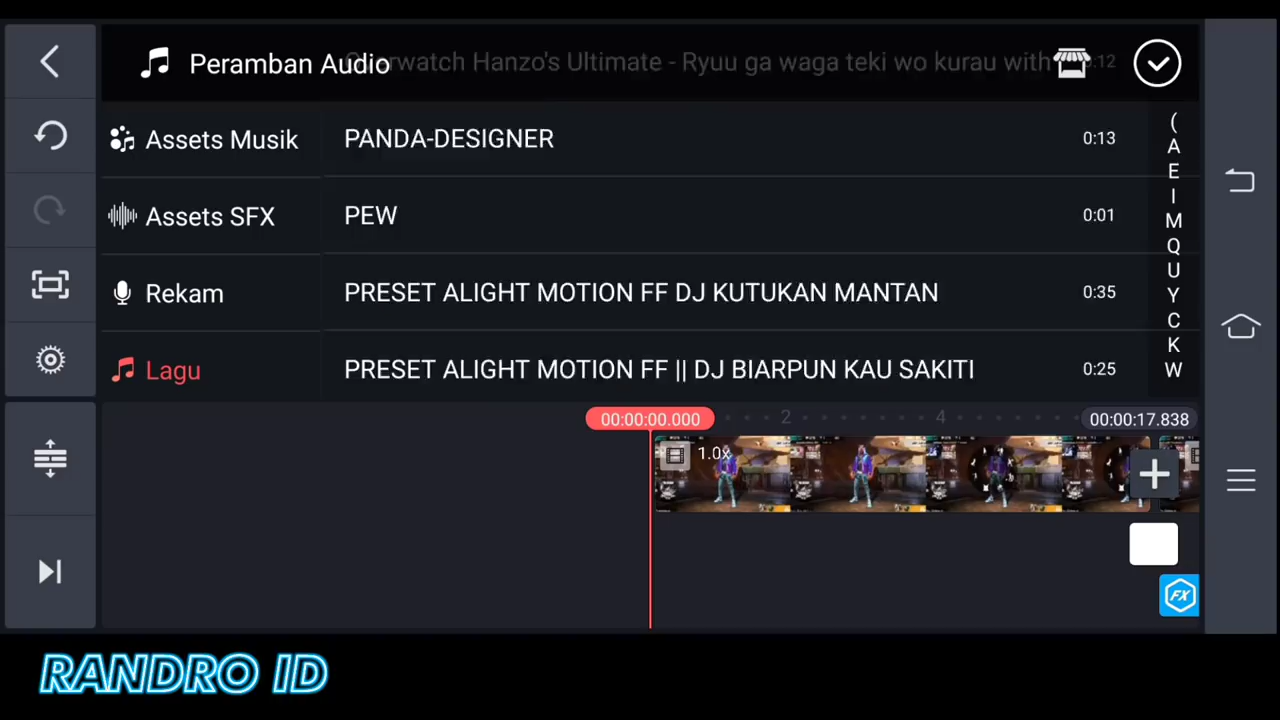 Peramban Audio
Overwatch Hanzo's Ultimate - Ryuu ga waga teki wo kurau with
0:12
Assets Musik
PANDA-DESIGNER
0:13
Assets SFX
PEW
0:01
Rekam
PRESET ALIGHT MOTION FF DJ KUTUKAN MANTAN
0:35
Lagu
PRESET ALIGHT MOTION FF || DJ BIARPUN KAU SAKITI
0:25
(
A
E
I
M
Q
U
Y
C
K
W
00:00:00.000
2
4
00:00:17.838
1.0x
FX
RANDRO ID